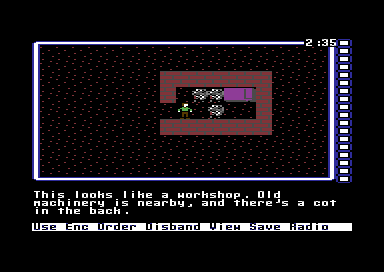 2:35
This looks like a workshop. Old
machinery is nearby, and there's a cot
in the back.
Use Enc Order Disband View Save Radio